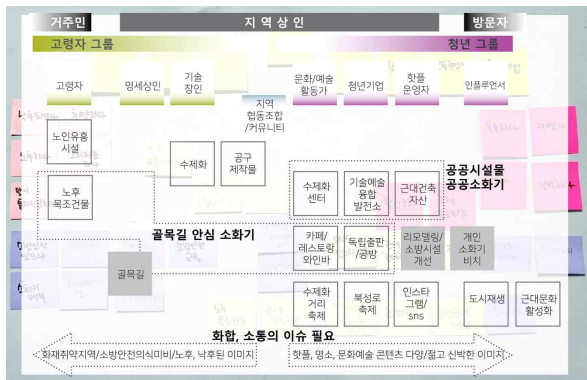 거주민 지역상인 방문자
고령자 그룹 청년 그룹
고령자
영세상인
기술
장인
지역
협동조합
/커뮤니티
문화/예술
활동가
청년기업
핫플
운영자
인플루언서
노인유흥
시설
수제화
공구
제작물
노후
목조건물
수제화
센터
기술예술
융합
발전소
근대건축
자산
공공시설물
공공소화기
골목길 안심 소화기
골목길
카페/
레스토랑
와인바
독립출판
/공방
리모델링/
소방시설
개선
개인
소화기
비치
수제화
거리
축제
북성로
축제
인스타
그램/
sns
도시재생
근대문화
활성화
화합, 소통의 이슈 필요
화재취약지역/소방안전의식미비/노후, 낙후된 이미지
핫플, 명소, 문화예술 콘텐츠 다양/젊고 신박한 이미지